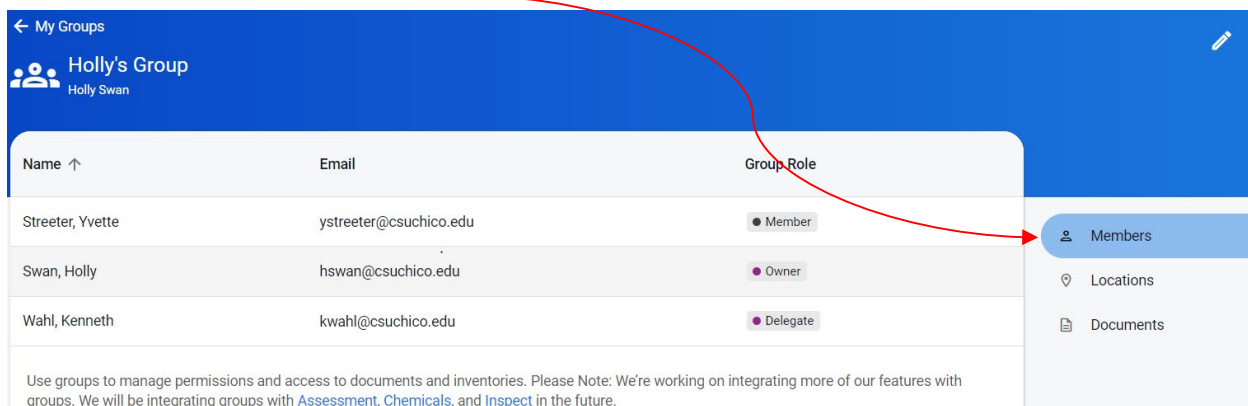 My Groups
Holly's Group
Holly Swan
Name Email Group Role
Streeter, Yvette ystreeter@csuchico.edu Member
Swan, Holly hswan@csuchico.edu Owner
Wahl, Kenneth kwahl@csuchico.edu Delegate
Use groups to manage permissions and access to documents and inventories. Please Note: We're working on integrating more of our features with
groups. We will be integrating groups with Assessment, Chemicals, and Inspect in the future.
Members
Locations
Documents